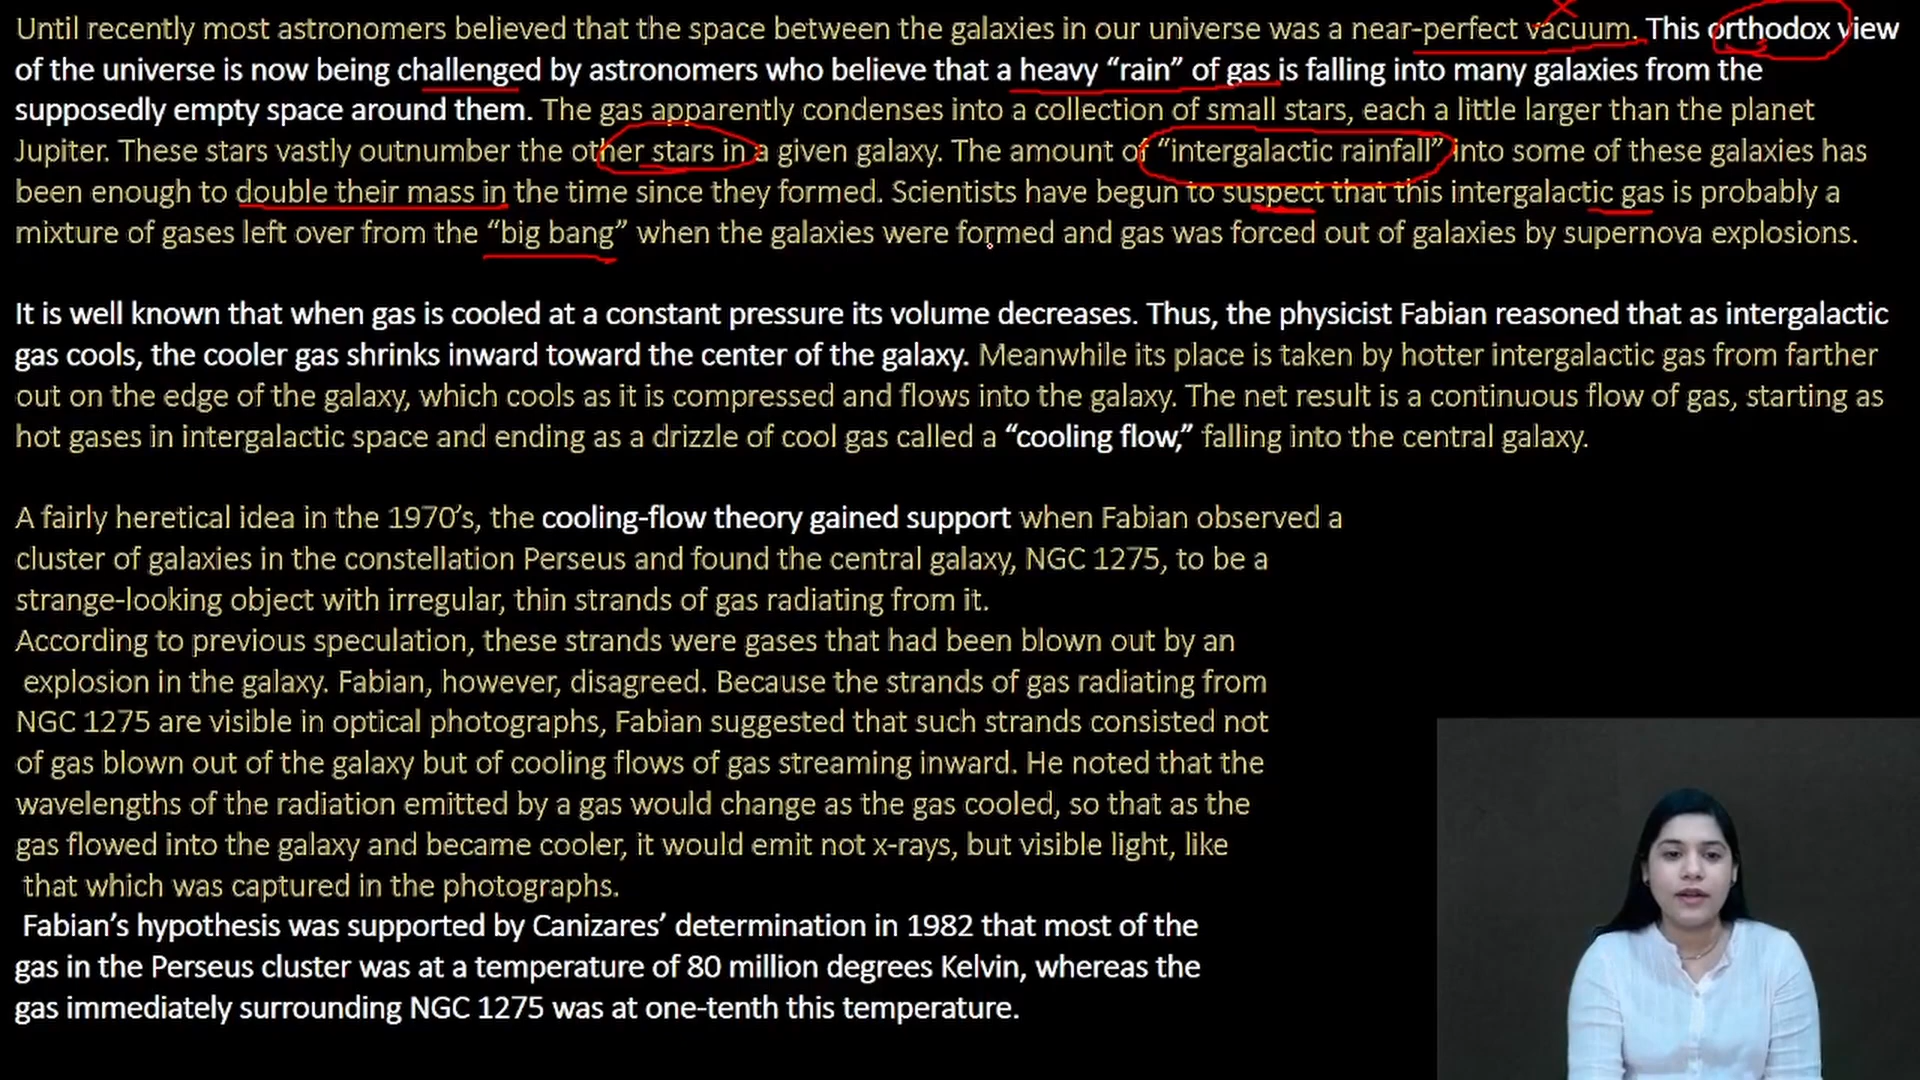 Until recently most astronomers believed that the space between the galaxies in our universe was a near-perfect vacuum. This orthodox view
of the universe is now being challenged by astronomers who believe that a heavy “rain” of gas is falling into many galaxies from the
supposedly empty space around them. The gas apparently condenses into a collection of small stars, each a little larger than the planet
Jupiter. These stars vastly outnumber the other stars in a given galaxy. The amount of “intergalactic rainfall” into some of these galaxies has
been enough to double their mass in the time since they formed. Scientists have begun to suspect that this intergalactic gas is probably a
mixture of gases left over from the “big bang” when the galaxies were formed and gas was forced out of galaxies by supernova explosions.
It is well known that when gas is cooled at a constant pressure its volume decreases. Thus, the physicist Fabian reasoned that as intergalactic
gas cools, the cooler gas shrinks inward toward the center of the galaxy. Meanwhile its place is taken by hotter intergalactic gas from farther
out on the edge of the galaxy, which cools as it is compressed and flows into the galaxy. The net result is a continuous flow of gas, starting as
hot gases in intergalactic space and ending as a drizzle of cool gas called a “cooling flow,” falling into the central galaxy.
A fairly heretical idea in the 1970’s, the cooling-flow theory gained support when Fabian observed a
cluster of galaxies in the constellation Perseus and found the central galaxy, NGC 1275, to be a
strange-looking object with irregular, thin strands of gas radiating from it.
According to previous speculation, these strands were gases that had been blown out by an
explosion in the galaxy. Fabian, however, disagreed. Because the strands of gas radiating from
NGC 1275 are visible in optical photographs, Fabian suggested that such strands consisted not
of gas blown out of the galaxy but of cooling flows of gas streaming inward. He noted that the
wavelengths of the radiation emitted by a gas would change as the gas cooled, so that as the
gas flowed into the galaxy and became cooler, it would emit not x-rays, but visible light, like
that which was captured in the photographs.
Fabian’s hypothesis was supported by Canizares’ determination in 1982 that most of the
gas in the Perseus cluster was at a temperature of 80 million degrees Kelvin, whereas the
gas immediately surrounding NGC 1275 was at one-tenth this temperature.